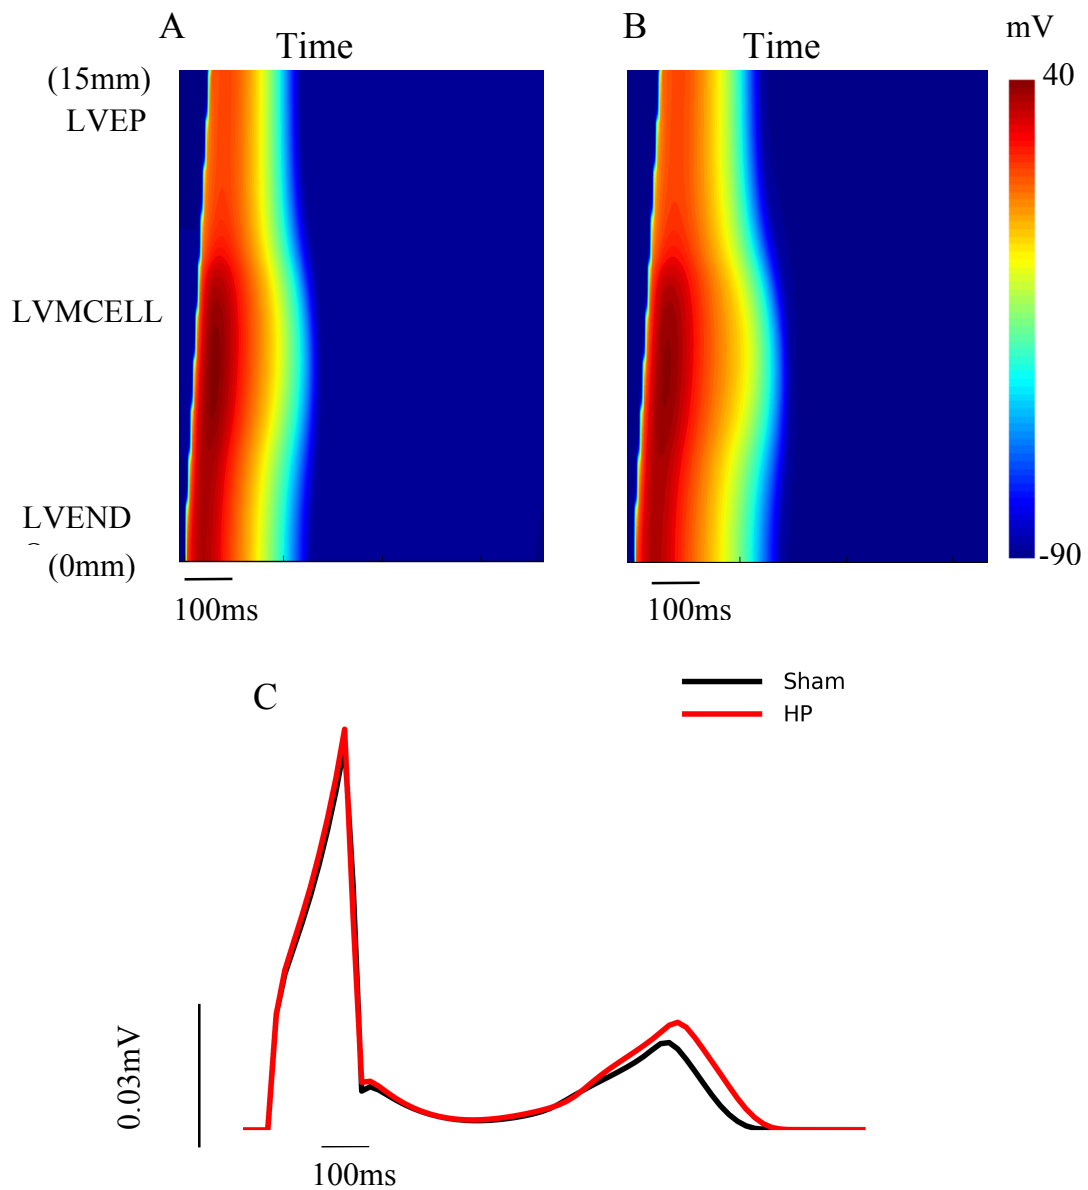 A
Time
B
Time
mV
(15mm)
LVEP
40
LVMCELL
LVEND
(0mm)
-90
100ms
100ms
C
Sham
HP
0.03mV
100ms